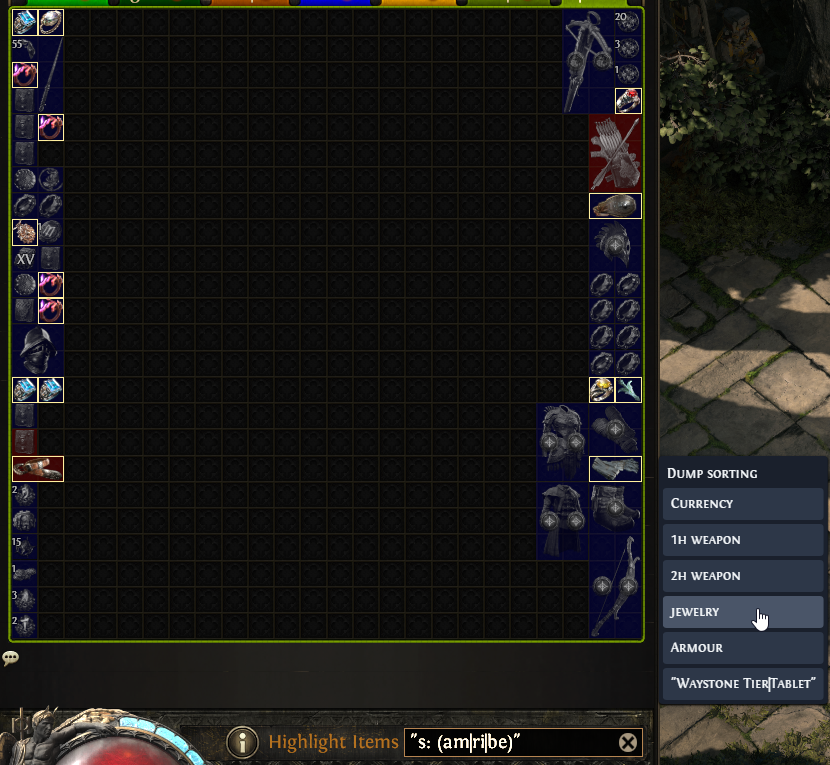 20
55
3
1
XV
2
15
1
3
2
Dump sorting
Currency
1H weapon
2H weapon
jewelry
Armour
"Waystone Tier|Tablet"
Highlight Items
"s: (am|ri|be)"